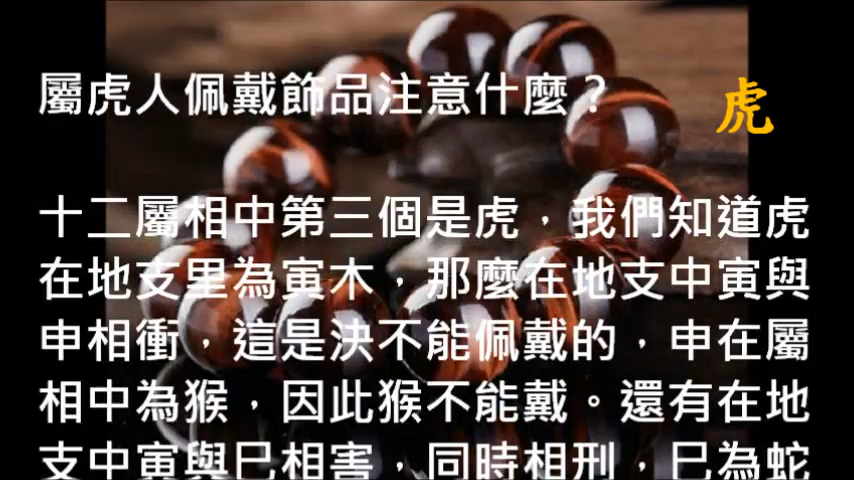 屬虎人佩戴飾品注意什麼？
虎
十二屬相中第三個是虎，我們知道虎
在地支里為寅木，那麼在地支中寅與
申相衝，這是決不能佩戴的，申在屬
相中為猴，因此猴不能戴。還有在地
支中寅與巳相害，同時相刑，巳為蛇